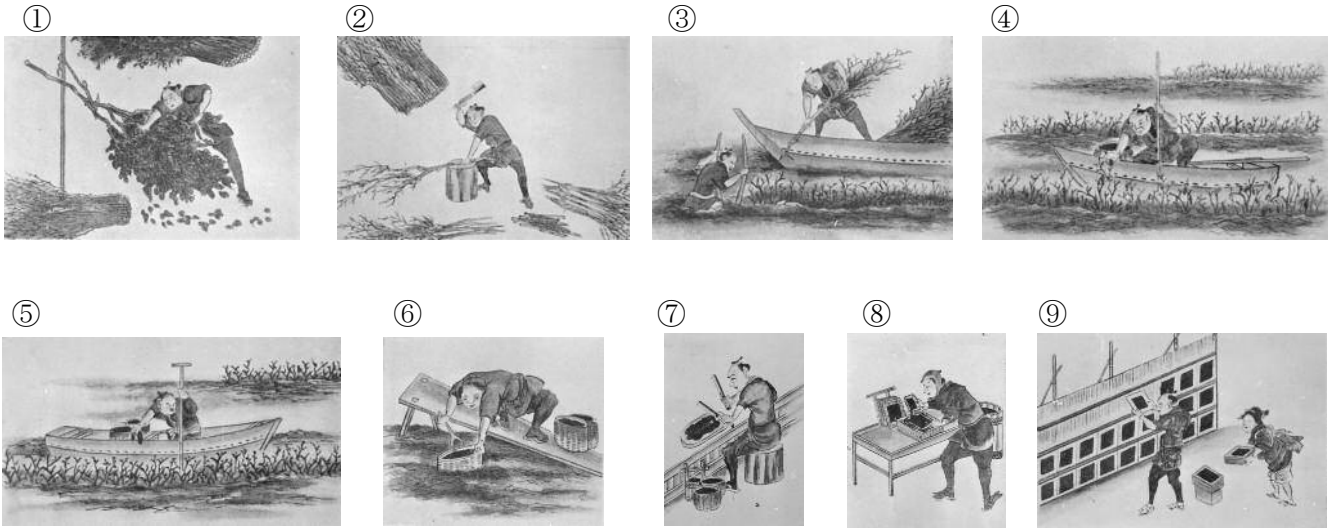 ① ② ③ ④
⑤ ⑥ ⑦ ⑧ ⑨